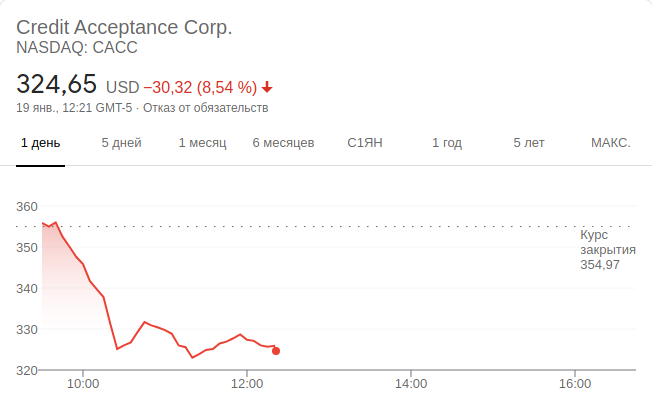 Credit Acceptance Corp.
NASDAQ: CACC
324,65 USD −30,32 (8,54 %)
19 янв., 12:21 GMT-5 · Отказ от обязательств
1 день 5 дней 1 месяц 6 месяцев С1ЯН 1 год 5 лет МАКС.
360
350
340
330
320
Курс
закрытия
354,97
10:00 12:00 14:00 16:00